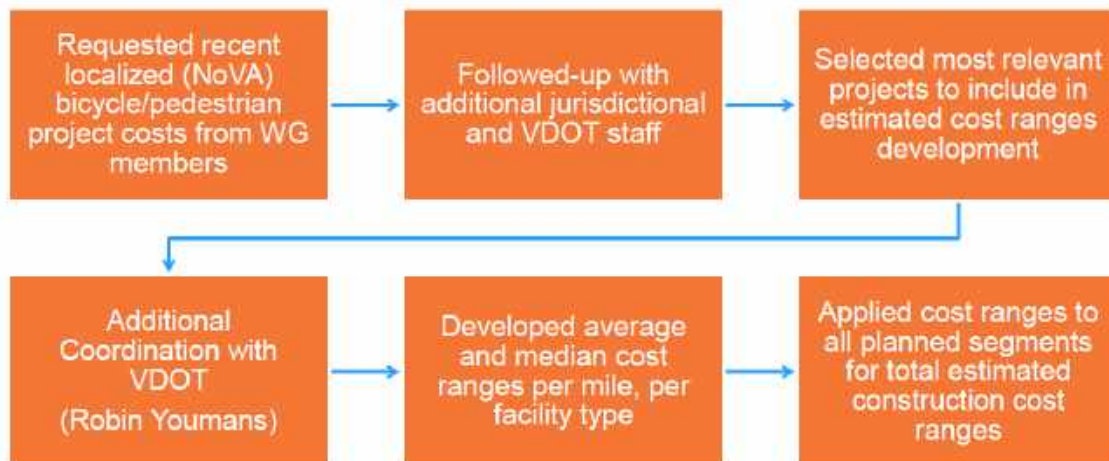 Requested recent
localized (NoVA)
bicycle/pedestrian
project costs from WG
members
Followed-up with
additional jurisdictional
and VDOT staff
Selected most relevant
projects to include in
estimated cost ranges
development
Additional
Coordination with
VDOT
(Robin Youmans)
Developed average
and median cost
ranges per mile, per
facility type
Applied cost ranges to
all planned segments
for total estimated
construction cost
ranges